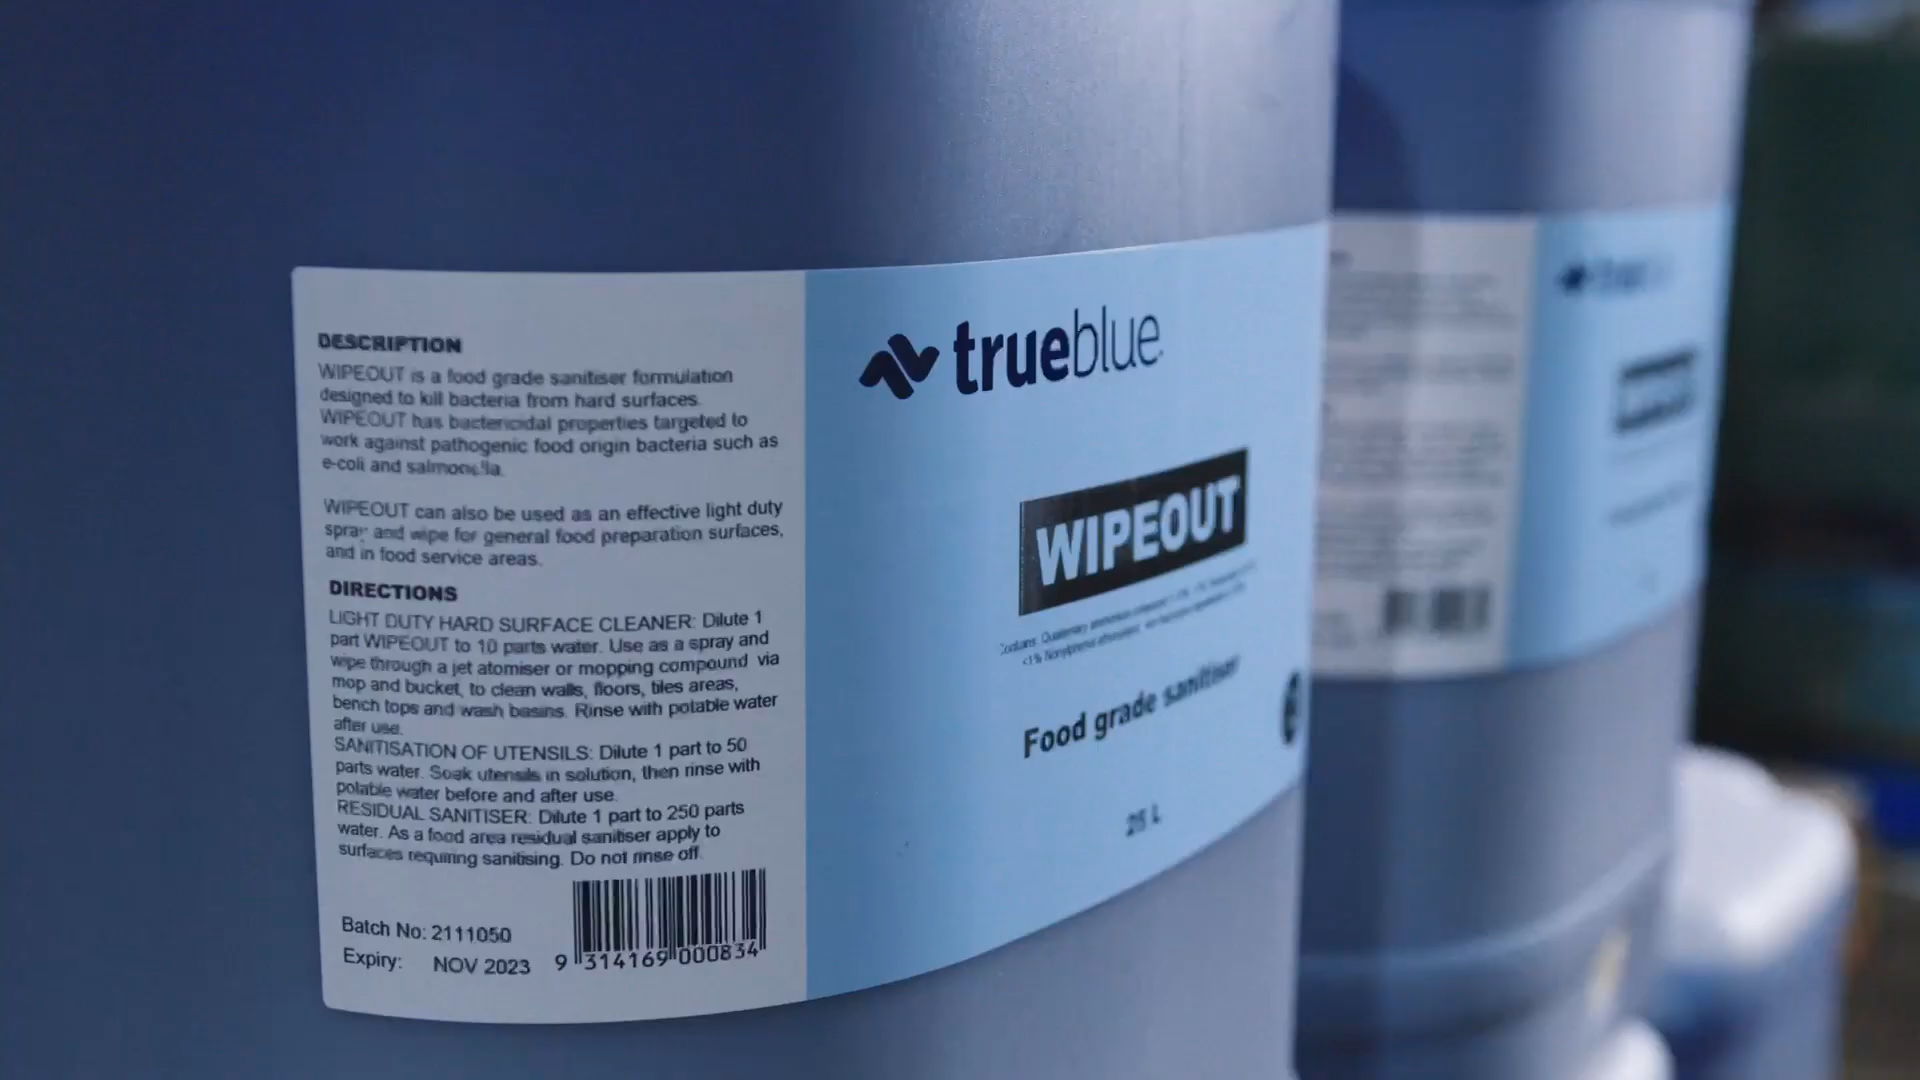 DESCRIPTION
WIPEOUT is a food grade sanitiser formulation
designed to kill bacteria from hard surfaces.
WIPEOUT has bactericidal properties targeted to
work against pathogenic food origin bacteria such as
e-coli and salmonella.
WIPEOUT can also be used as an effective light duty
spray and wipe for general food preparation surfaces,
and in food service areas.
DIRECTIONS
LIGHT DUTY HARD SURFACE CLEANER: Dilute 1
part WIPEOUT to 10 parts water. Use as a spray and
wipe through a jet atomiser or mopping compound via
mop and bucket, to clean walls, floors, tiles areas,
bench tops and wash basins. Rinse with potable water
after use.
SANITISATION OF UTENSILS: Dilute 1 part to 50
parts water. Soak utensils in solution, then rinse with
potable water before and after use.
RESIDUAL SANITISER: Dilute 1 part to 250 parts
water. As a food area residual sanitiser apply to
surfaces requiring sanitising. Do not rinse off.
Batch No: 2111050
Expiry: NOV 2023
9 314169 000834
trueblue
WIPEOUT
Contains: Quaternary ammonium
<1% Nonylphenol
Food grade sanitiser
25 L
WIPEOUT